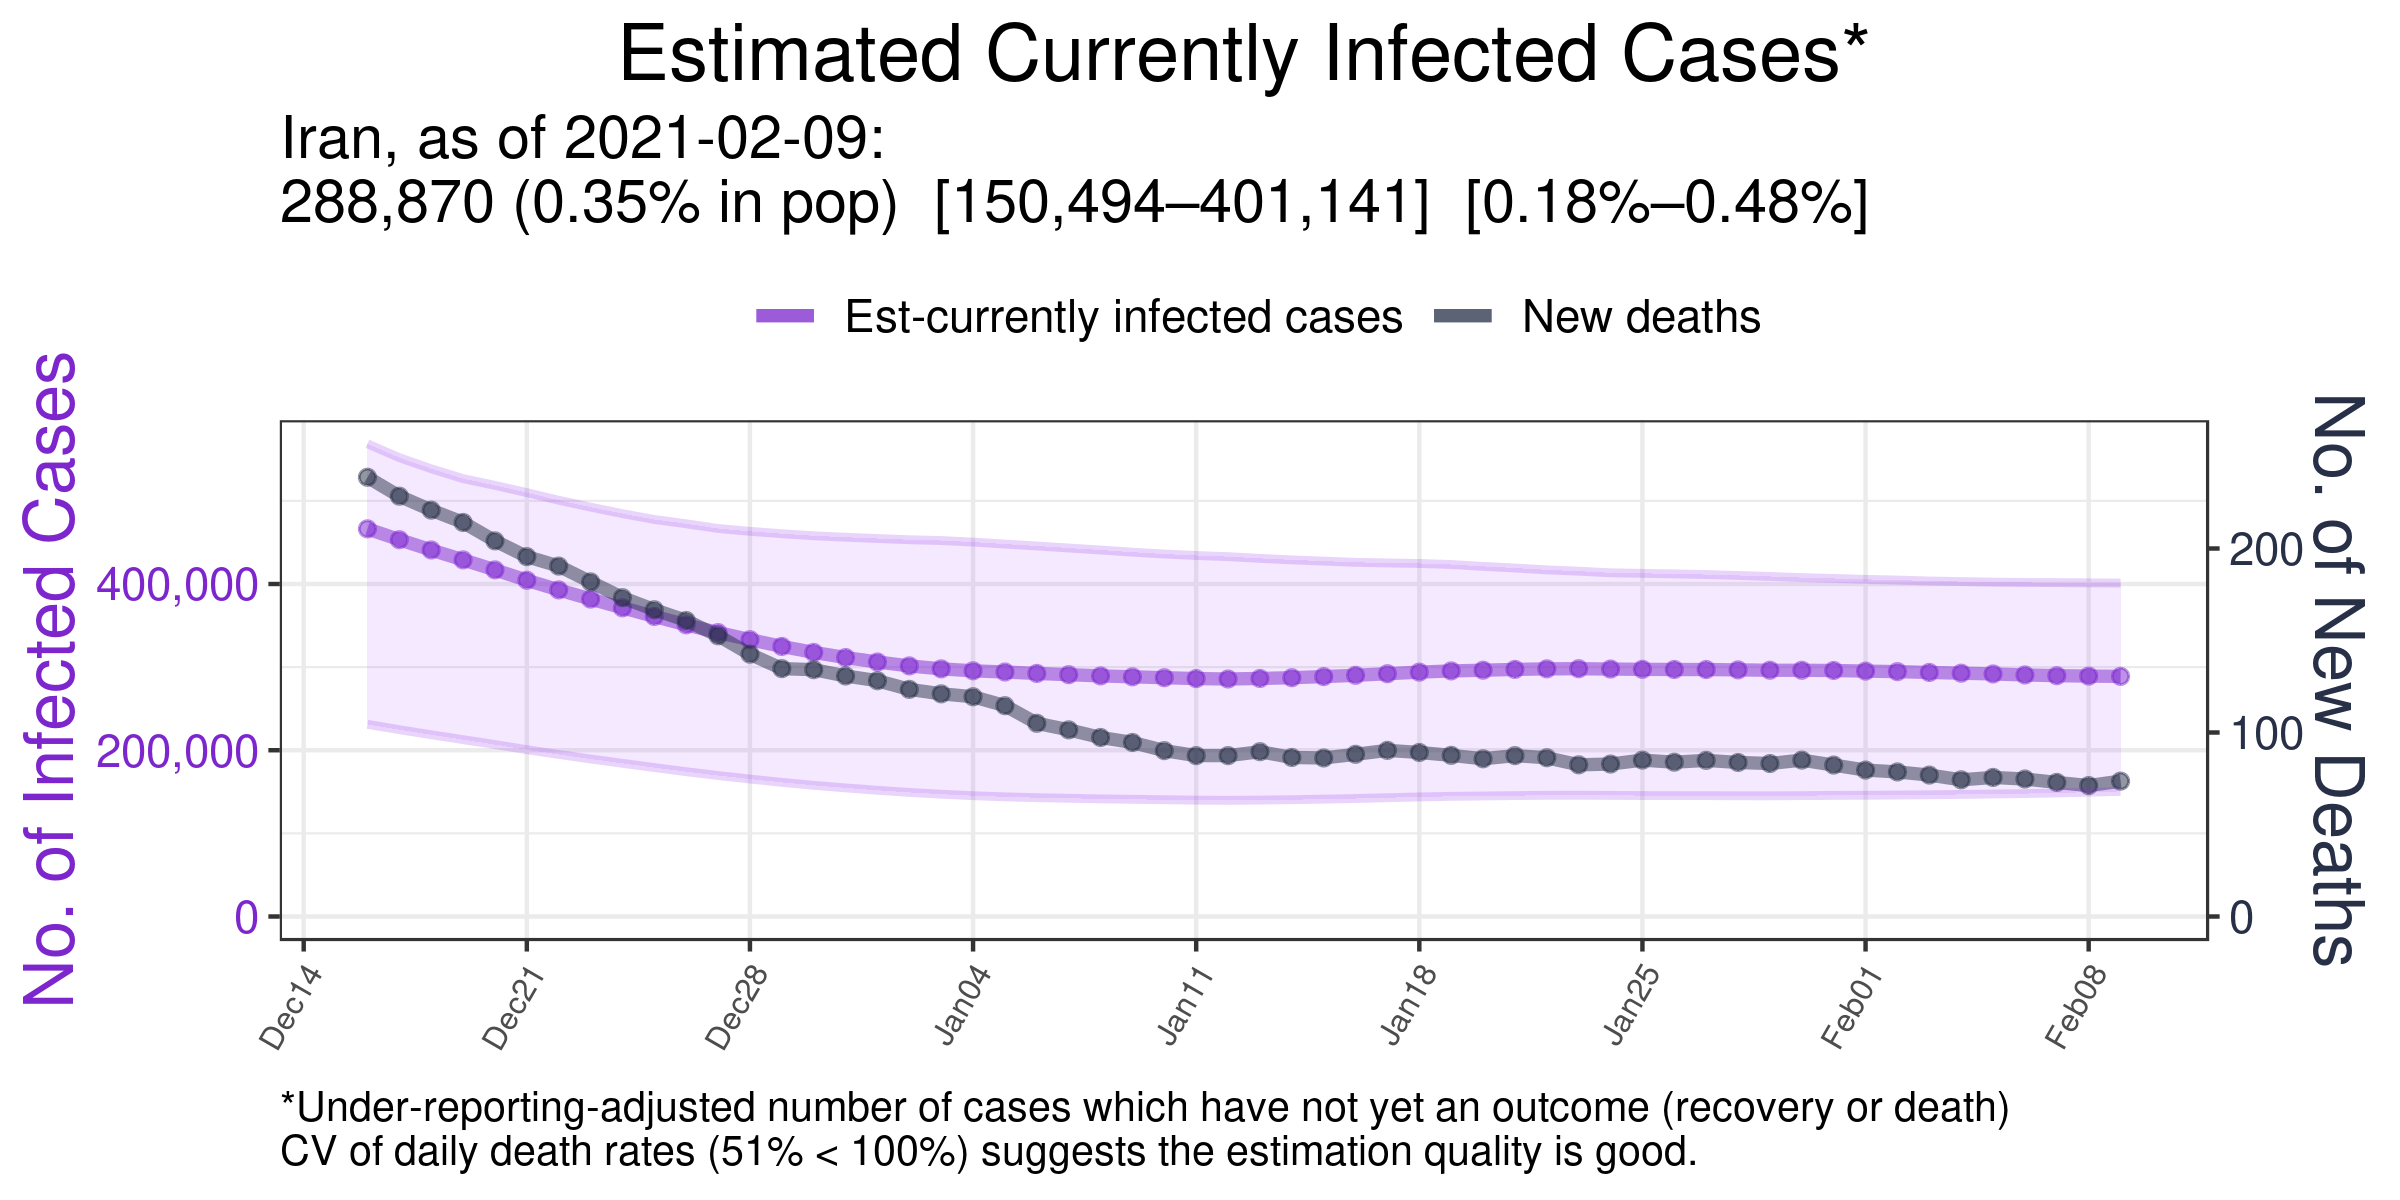 Estimated Currently Infected Cases*
Iran, as of 2021-02-09:
288,870 (0.35% in pop) [150,494–401,141] [0.18%–0.48%]
Est-currently infected cases
New deaths
No. of Infected Cases
400,000
200,000
0
No. of New Deaths
200
100
0
Dec14
Dec21
Dec28
Jan04
Jan11
Jan18
Jan25
Feb01
Feb08
*Under-reporting-adjusted number of cases which have not yet an outcome (recovery or death)
CV of daily death rates (51% < 100%) suggests the estimation quality is good.